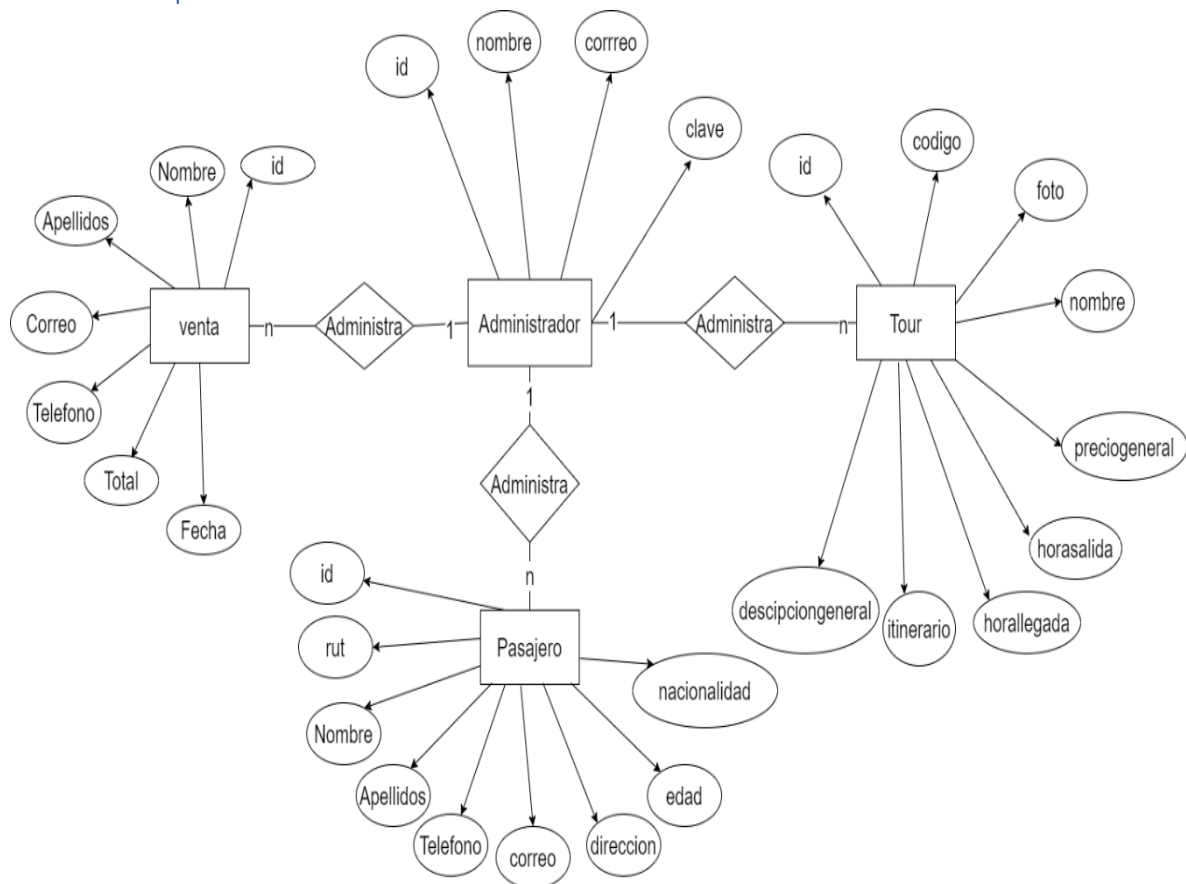 id
nombre
corrreo
clave
Nombre
id
Apellidos
Correo
Telefono
Total
Fecha
venta
n
Administra
1
Administrador
1
Administra
n
Tour
id
codigo
foto
nombre
preciogeneral
horasalida
horallegada
itinerario
descipciongeneral
1
Administra
n
Pasajero
id
rut
Nombre
Apellidos
Telefono
correo
direccion
edad
nacionalidad